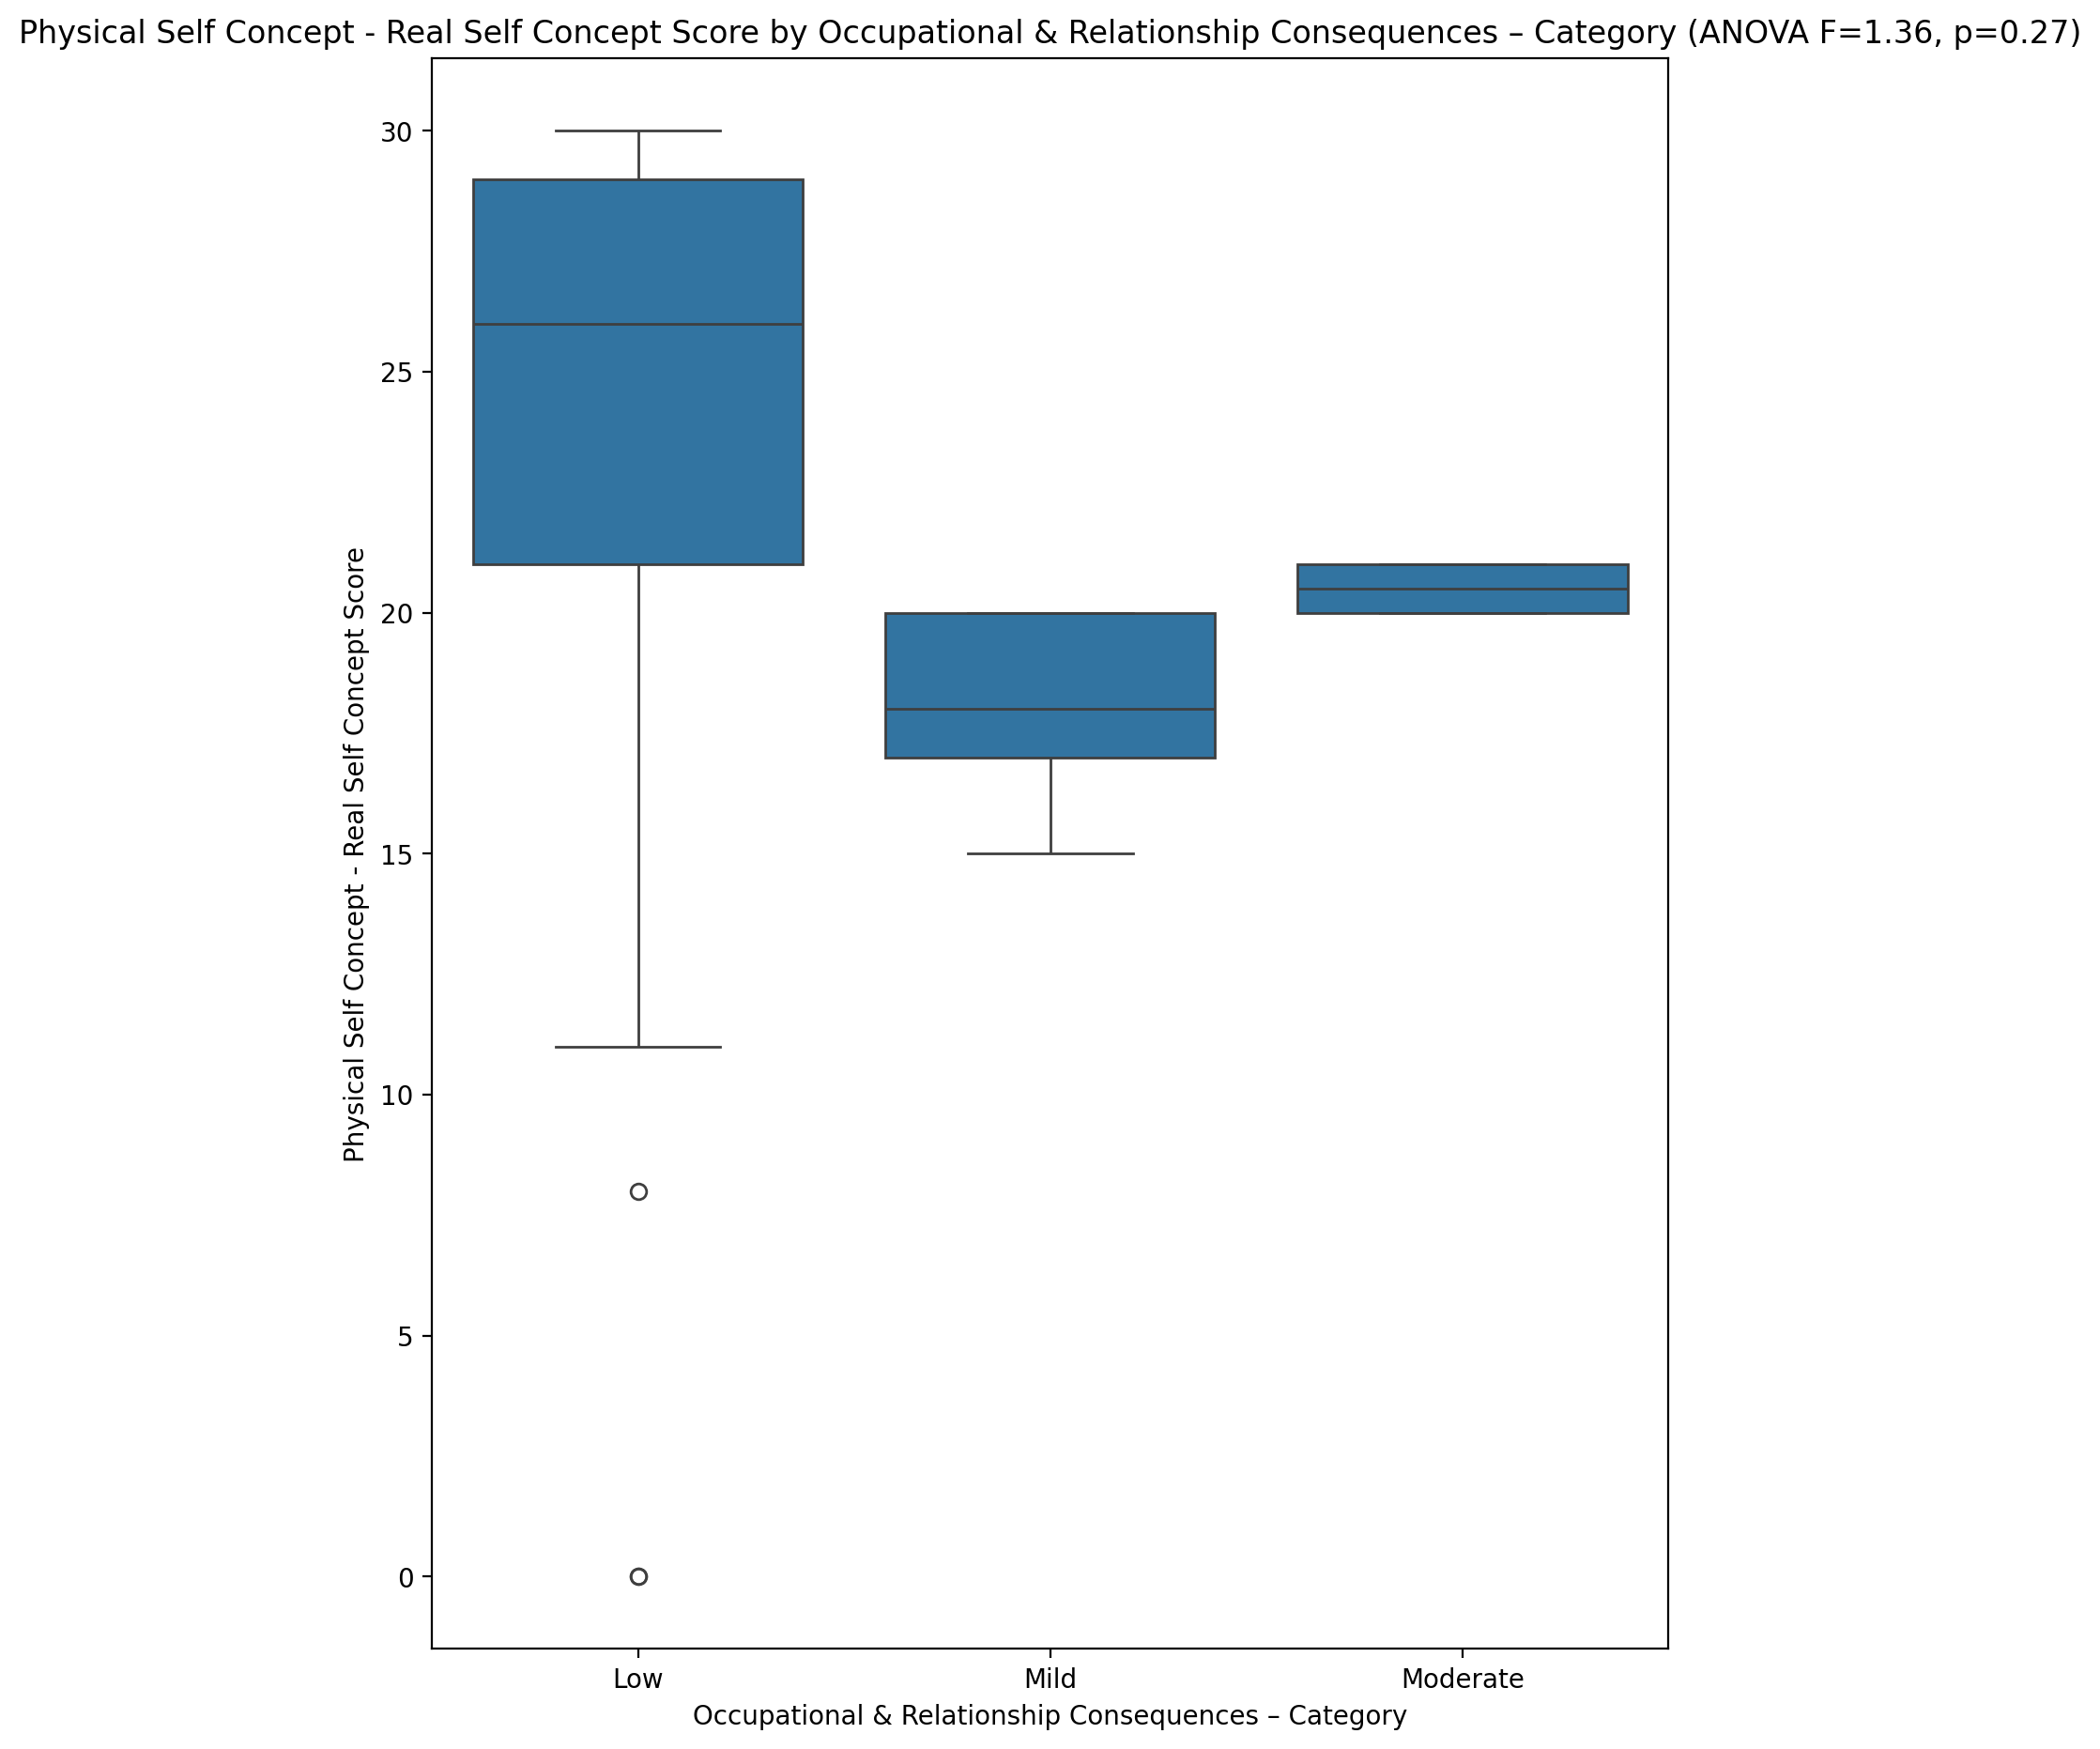 Physical Self Concept - Real Self Concept Score by Occupational & Relationship Consequences – Category (ANOVA F=1.36, p=0.27)
Physical Self Concept - Real Self Concept Score
30
25
20
15
10
5
0
Low
Mild
Moderate
Occupational & Relationship Consequences – Category